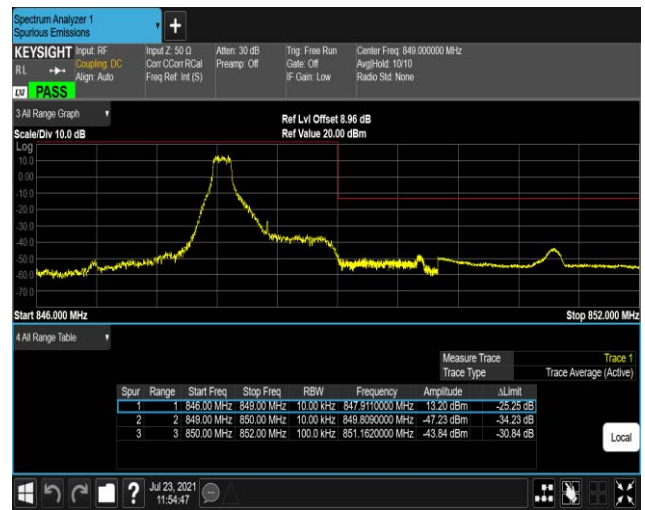 Spectrum Analyzer 1
Spurious Emissions
+
KEYSIGHT Input: RF Input Z: 50 Ω Atten: 30 dB Trig: Free Run Center Freq: 849.000000 MHz
RL Coupling: DC Corr CCorr RCal Preamp: Off Gate: Off Avg|Hold: 10/10
Align: Auto Freq Ref: Int (S) IF Gain: Low Radio Std: None
LXI PASS
3 All Range Graph
Ref Lvl Offset 8.96 dB
Scale/Div 10.0 dB Ref Value 20.00 dBm
Log
10.0
0.00
-10.0
-20.0
-30.0
-40.0
-50.0
-60.0
-70.0
Start 846.000 MHz Stop 852.000 MHz
4 All Range Table
Measure Trace Trace 1
Trace Type Trace Average (Active)
Spur Range Start Freq Stop Freq RBW Frequency Amplitude ΔLimit
1 1 846.00 MHz 849.00 MHz 10.00 kHz 847.9110000 MHz 13.20 dBm -25.25 dB
2 2 849.00 MHz 850.00 MHz 10.00 kHz 849.8090000 MHz -47.23 dBm -34.23 dB
3 3 850.00 MHz 852.00 MHz 100.0 kHz 851.1620000 MHz -43.84 dBm -30.84 dB
Local
? Jul 23, 2021
11:54:47